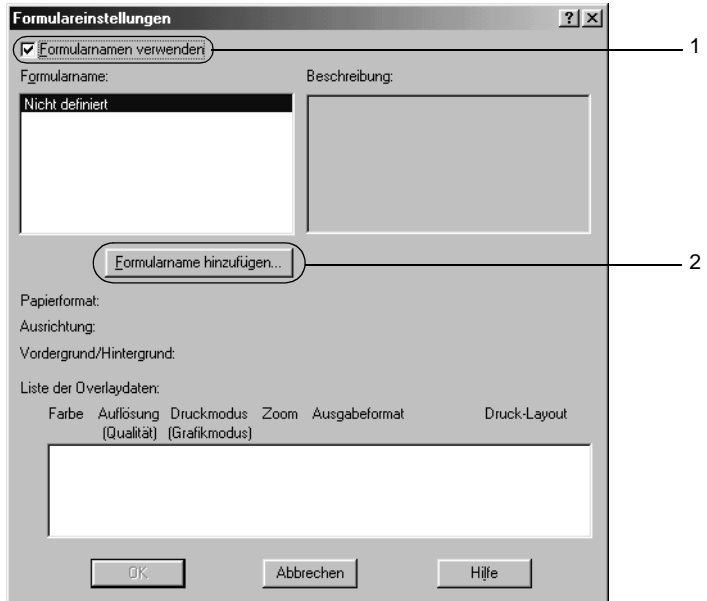 Formulareinstellungen
Formularnamen verwenden
1
Formularname:
Beschreibung:
Nicht definiert
Formularname hinzufügen...
2
Papierformat:
Ausrichtung:
Vordergrund/Hintergrund:
Liste der Overlaydaten:
Farbe Auflösung Druckmodus Zoom Ausgabeformat Druck-Layout
(Qualität) (Grafikmodus)
OK Abbrechen Hilfe